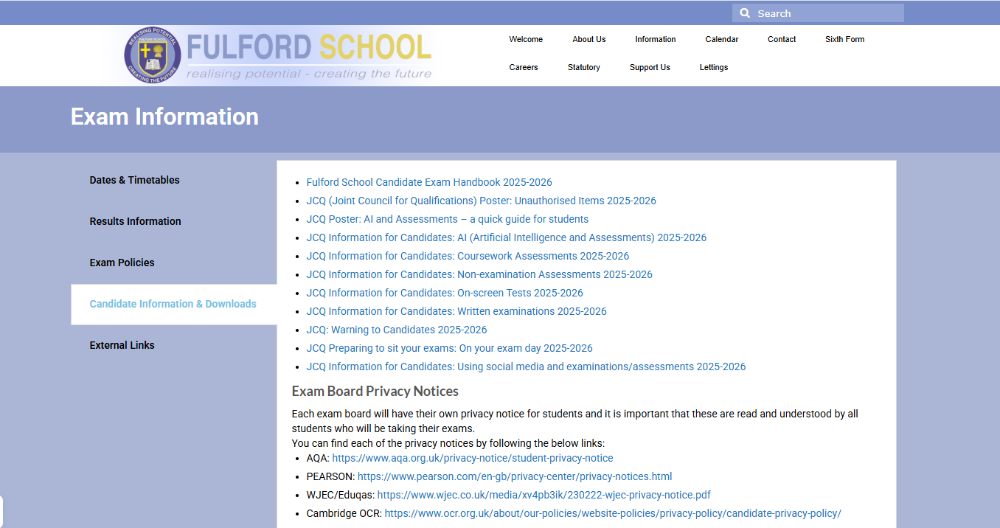 Search
REALISING POTENTIAL
FULFORD SCHOOL
CREATING THE FUTURE
FULFORD SCHOOL
realising potential - creating the future
Welcome About Us Information Calendar Contact Sixth Form
Careers Statutory Support Us Lettings
Exam Information
Dates & Timetables
Results Information
Exam Policies
Candidate Information & Downloads
External Links
Fulford School Candidate Exam Handbook 2025-2026
JCQ (Joint Council for Qualifications) Poster: Unauthorised Items 2025-2026
JCQ Poster: AI and Assessments – a quick guide for students
JCQ Information for Candidates: AI (Artificial Intelligence and Assessments) 2025-2026
JCQ Information for Candidates: Coursework Assessments 2025-2026
JCQ Information for Candidates: Non-examination Assessments 2025-2026
JCQ Information for Candidates: On-screen Tests 2025-2026
JCQ Information for Candidates: Written examinations 2025-2026
JCQ: Warning to Candidates 2025-2026
JCQ Preparing to sit your exams: On your exam day 2025-2026
JCQ Information for Candidates: Using social media and examinations/assessments 2025-2026
Exam Board Privacy Notices
Each exam board will have their own privacy notice for students and it is important that these are read and understood by all
students who will be taking their exams.
You can find each of the privacy notices by following the below links:
AQA: https://www.aqa.org.uk/privacy-notice/student-privacy-notice
PEARSON: https://www.pearson.com/en-gb/privacy-center/privacy-notices.html
WJEC/Eduqas: https://www.wjec.co.uk/media/xv4pb3ik/230222-wjec-privacy-notice.pdf
Cambridge OCR: https://www.ocr.org.uk/about/our-policies/website-policies/privacy-policy/candidate-privacy-policy/